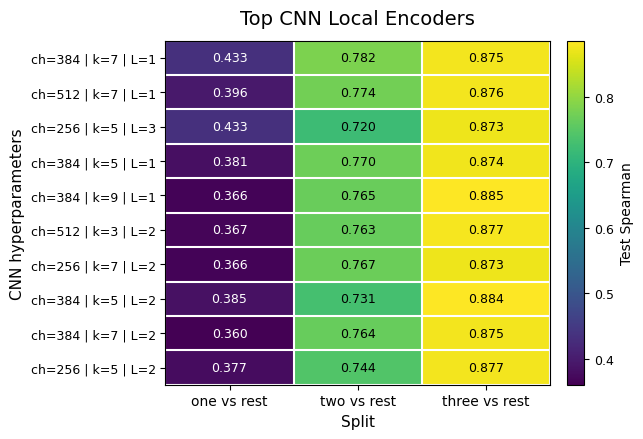 Top CNN Local Encoders
CNN hyperparameters
ch=384 | k=7 | L=1 0.433 0.782 0.875
ch=512 | k=7 | L=1 0.396 0.774 0.876
ch=256 | k=5 | L=3 0.433 0.720 0.873
ch=384 | k=5 | L=1 0.381 0.770 0.874
ch=384 | k=9 | L=1 0.366 0.765 0.885
ch=512 | k=3 | L=2 0.367 0.763 0.877
ch=256 | k=7 | L=2 0.366 0.767 0.873
ch=384 | k=5 | L=2 0.385 0.731 0.884
ch=384 | k=7 | L=2 0.360 0.764 0.875
ch=256 | k=5 | L=2 0.377 0.744 0.877
one vs rest two vs rest three vs rest
Split
0.8
0.7
0.6
0.5
0.4
Test Spearman